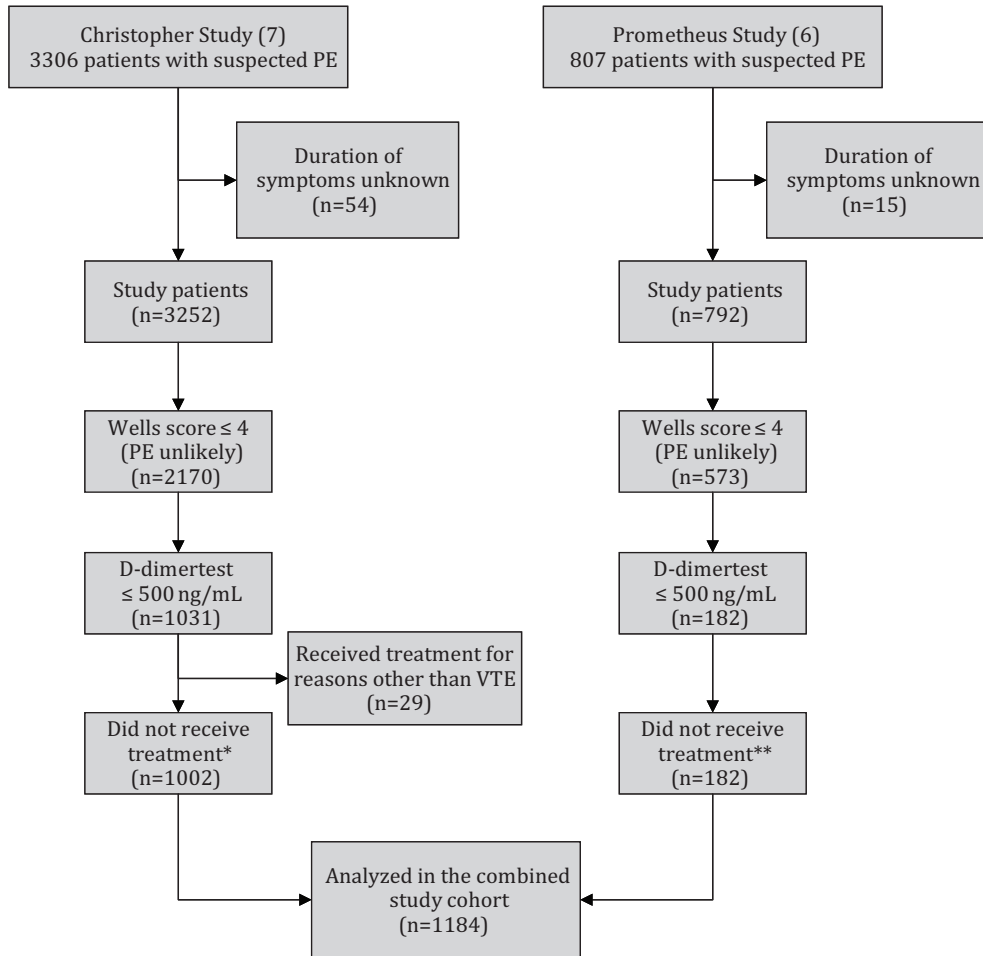 Christopher Study (7)
3306 patients with suspected PE
Duration of
symptoms unknown
(n=54)
Study patients
(n=3252)
Wells score ≤ 4
(PE unlikely)
(n=2170)
D-dimertest
≤ 500 ng/mL
(n=1031)
Received treatment for
reasons other than VTE
(n=29)
Did not receive
treatment*
(n=1002)
Prometheus Study (6)
807 patients with suspected PE
Duration of
symptoms unknown
(n=15)
Study patients
(n=792)
Wells score ≤ 4
(PE unlikely)
(n=573)
D-dimertest
≤ 500 ng/mL
(n=182)
Did not receive
treatment**
(n=182)
Analyzed in the combined
study cohort
(n=1184)